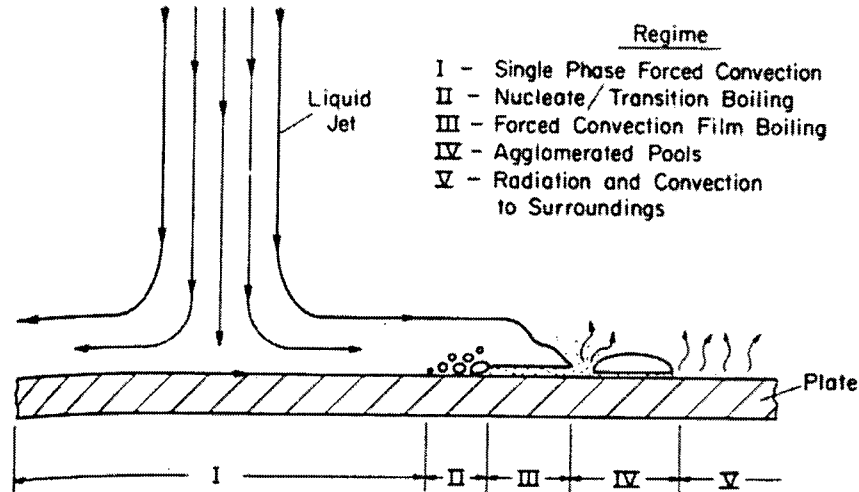 Regime
I - Single Phase Forced Convection
II - Nucleate/Transition Boiling
III - Forced Convection Film Boiling
IV - Agglomerated Pools
V - Radiation and Convection
to Surroundings
Liquid
Jet
Plate
I II III IV V